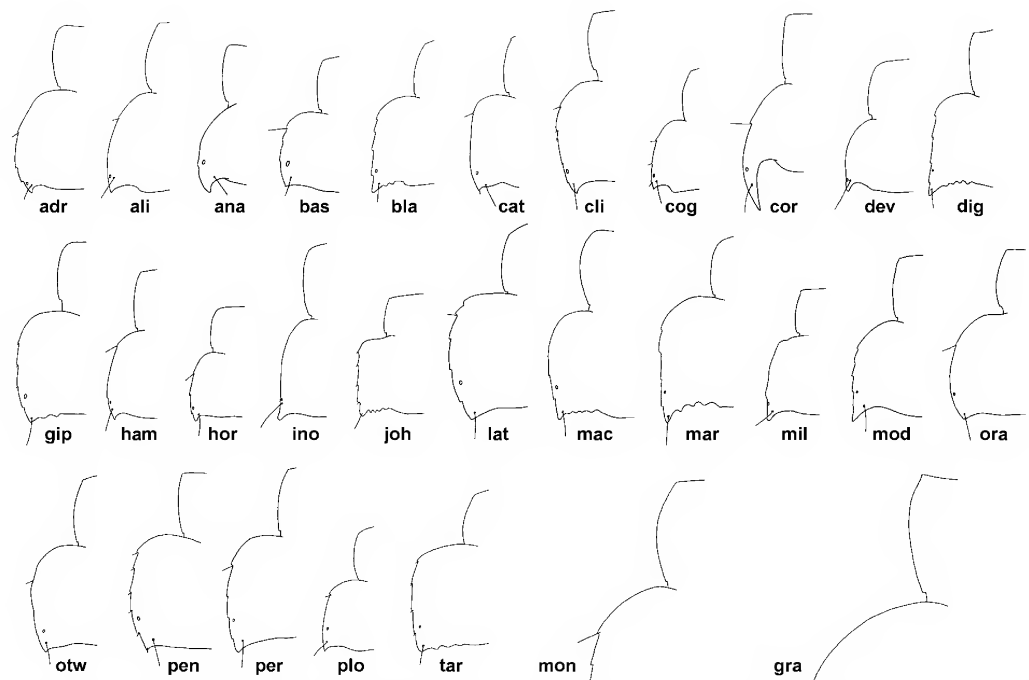 adr ali ana bas bla cat cli cog cor dev dig
gip ham hor ino joh lat mac mar mil mod ora
otw pen per plo tar mon gra